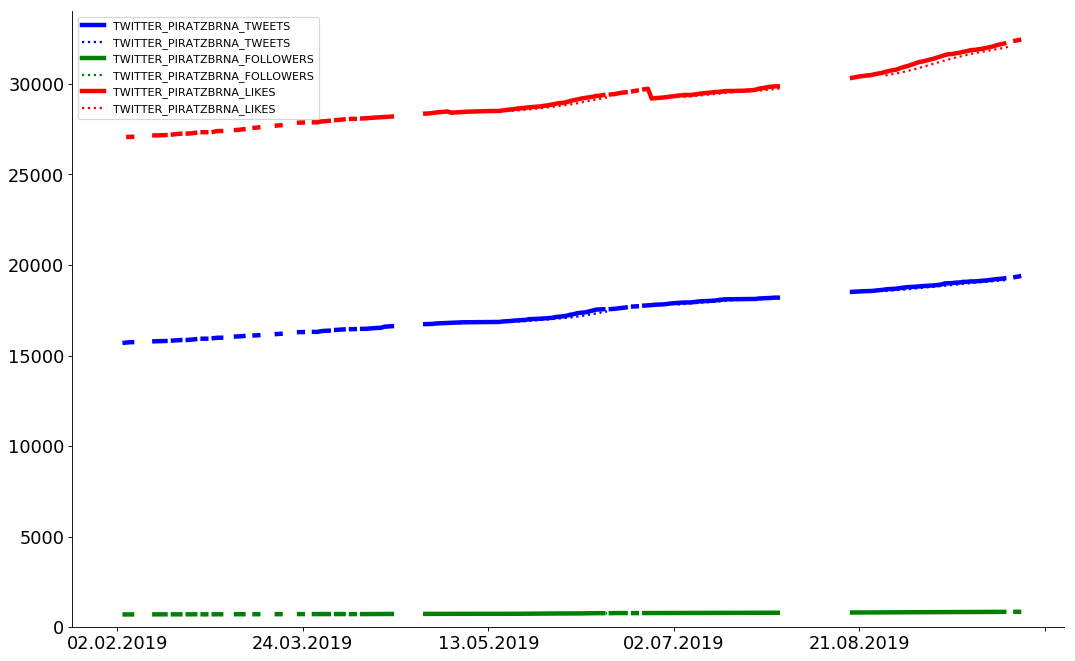 TWITTER_PIRATZBRNA_TWEETS
TWITTER_PIRATZBRNA_TWEETS
TWITTER_PIRATZBRNA_FOLLOWERS
TWITTER_PIRATZBRNA_FOLLOWERS
TWITTER_PIRATZBRNA_LIKES
TWITTER_PIRATZBRNA_LIKES
30000
25000
20000
15000
10000
5000
0
02.02.2019 24.03.2019 13.05.2019 02.07.2019 21.08.2019